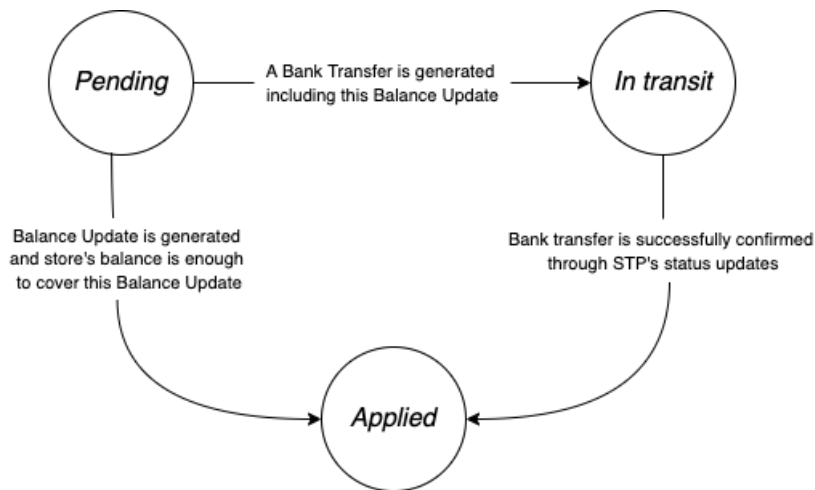 Pending
A Bank Transfer is generated
including this Balance Update
In transit
Balance Update is generated
and store's balance is enough
to cover this Balance Update
Bank transfer is successfully confirmed
through STP's status updates
Applied